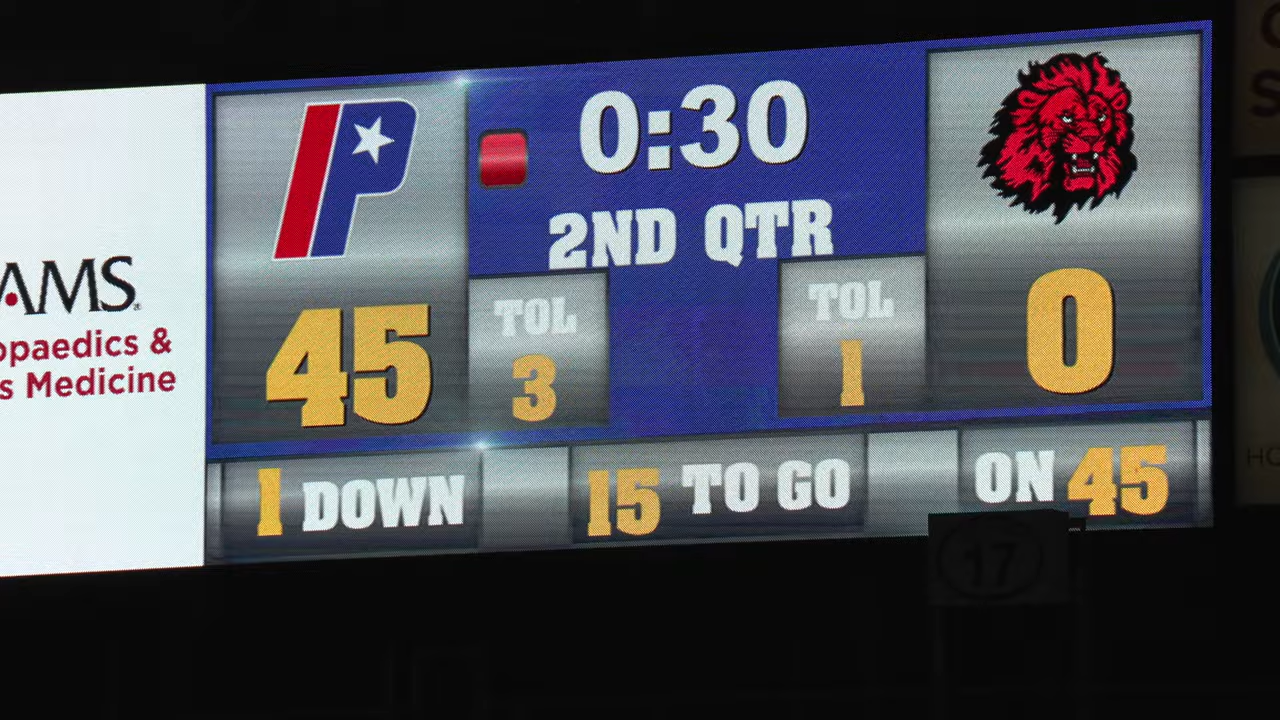 AMS
opaedics &
s Medicine
P
0:30
2ND QTR
45
TOL
3
TOL
1
0
1 DOWN
15 TO GO
ON 45
17